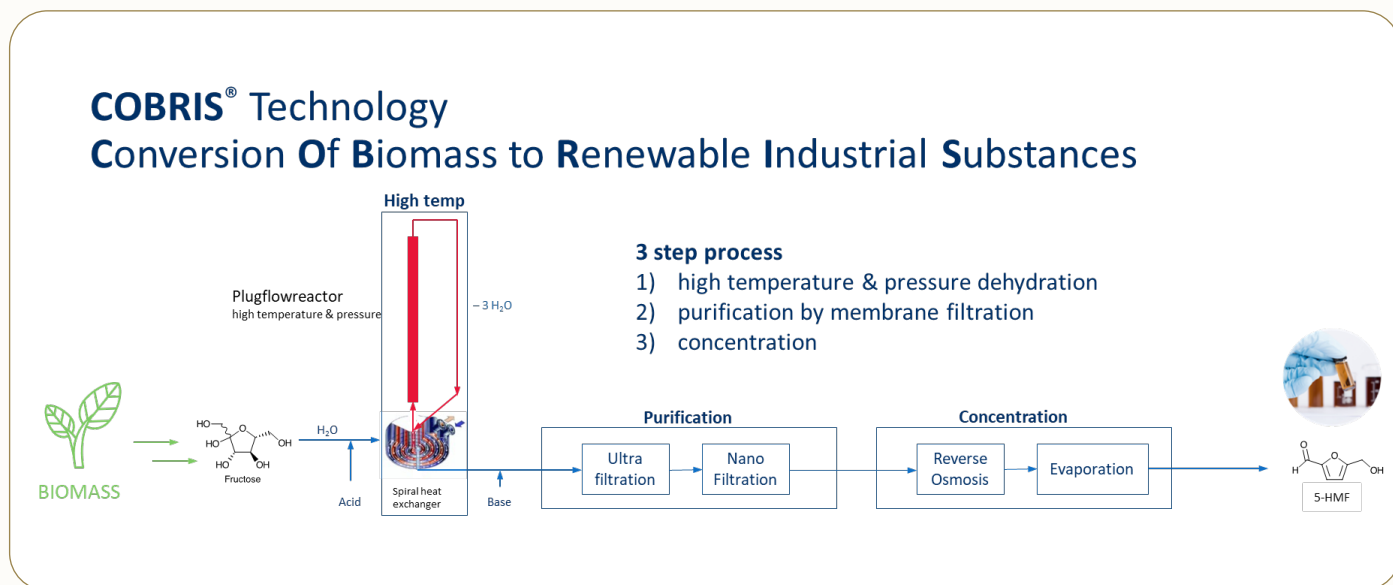 COBRIS® Technology
Conversion Of Biomass to Renewable Industrial Substances
High temp
Plugflowreactor
high temperature & pressure
– 3 H₂O
3 step process
1) high temperature & pressure dehydration
2) purification by membrane filtration
3) concentration
BIOMASS
HO
O
HO
OH
HO
OH
Fructose
H₂O
Acid
Spiral heat
exchanger
Base
Purification
Ultra
filtration
Nano
Filtration
Concentration
Reverse
Osmosis
Evaporation
O
H
O
OH
5-HMF